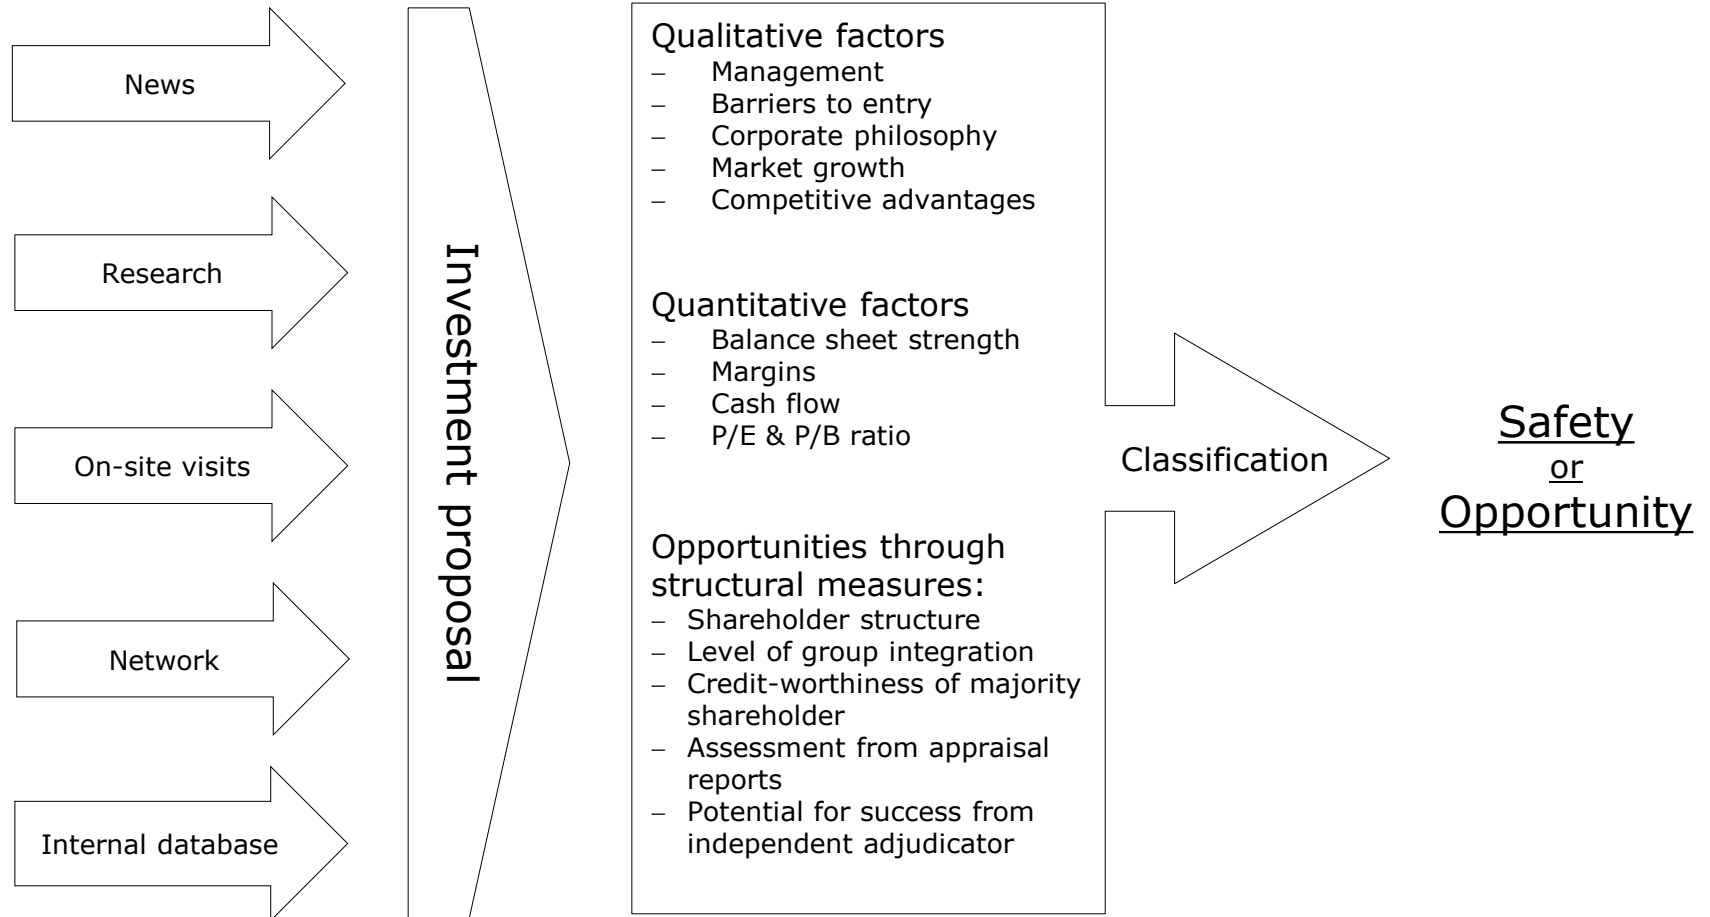 News
Research
On-site visits
Network
Internal database
Investment proposal
Qualitative factors
– Management
– Barriers to entry
– Corporate philosophy
– Market growth
– Competitive advantages
Quantitative factors
– Balance sheet strength
– Margins
– Cash flow
– P/E & P/B ratio
Opportunities through
structural measures:
– Shareholder structure
– Level of group integration
– Credit-worthiness of majority
shareholder
– Assessment from appraisal
reports
– Potential for success from
independent adjudicator
Classification
Safety
or
Opportunity